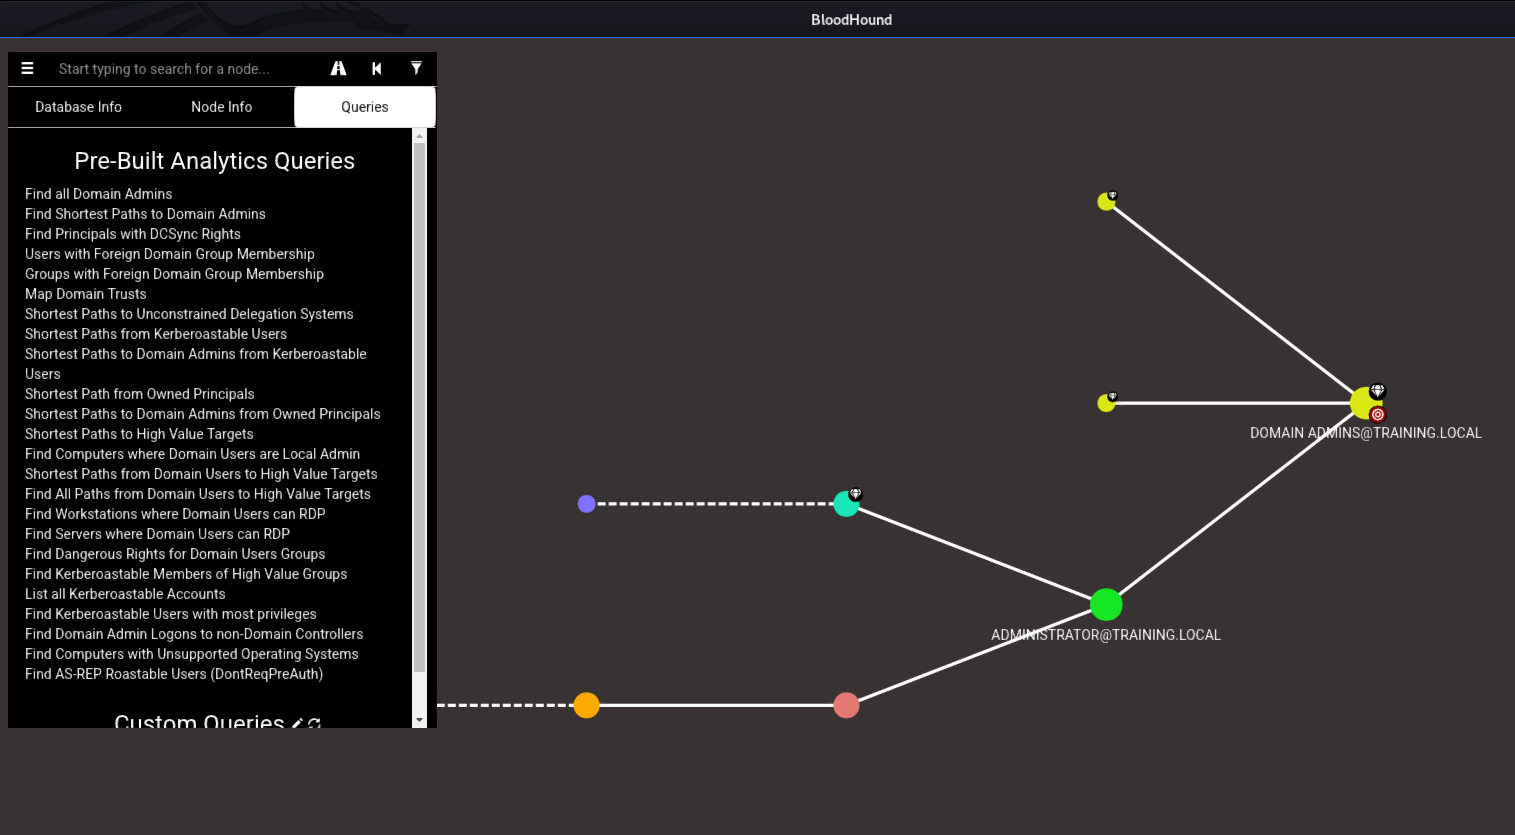 BloodHound
Start typing to search for a node...
Database Info
Node Info
Queries
Pre-Built Analytics Queries
Find all Domain Admins
Find Shortest Paths to Domain Admins
Find Principals with DCSync Rights
Users with Foreign Domain Group Membership
Groups with Foreign Domain Group Membership
Map Domain Trusts
Shortest Paths to Unconstrained Delegation Systems
Shortest Paths from Kerberoastable Users
Shortest Paths to Domain Admins from Kerberoastable
Users
Shortest Path from Owned Principals
Shortest Paths to Domain Admins from Owned Principals
Shortest Paths to High Value Targets
Find Computers where Domain Users are Local Admin
Shortest Paths from Domain Users to High Value Targets
Find All Paths from Domain Users to High Value Targets
Find Workstations where Domain Users can RDP
Find Servers where Domain Users can RDP
Find Dangerous Rights for Domain Users Groups
Find Kerberoastable Members of High Value Groups
List all Kerberoastable Accounts
Find Kerberoastable Users with most privileges
Find Domain Admin Logons to non-Domain Controllers
Find Computers with Unsupported Operating Systems
Find AS-REP Roastable Users (DontReqPreAuth)
Custom Queries
DOMAIN ADMINS@TRAINING.LOCAL
ADMINISTRATOR@TRAINING.LOCAL